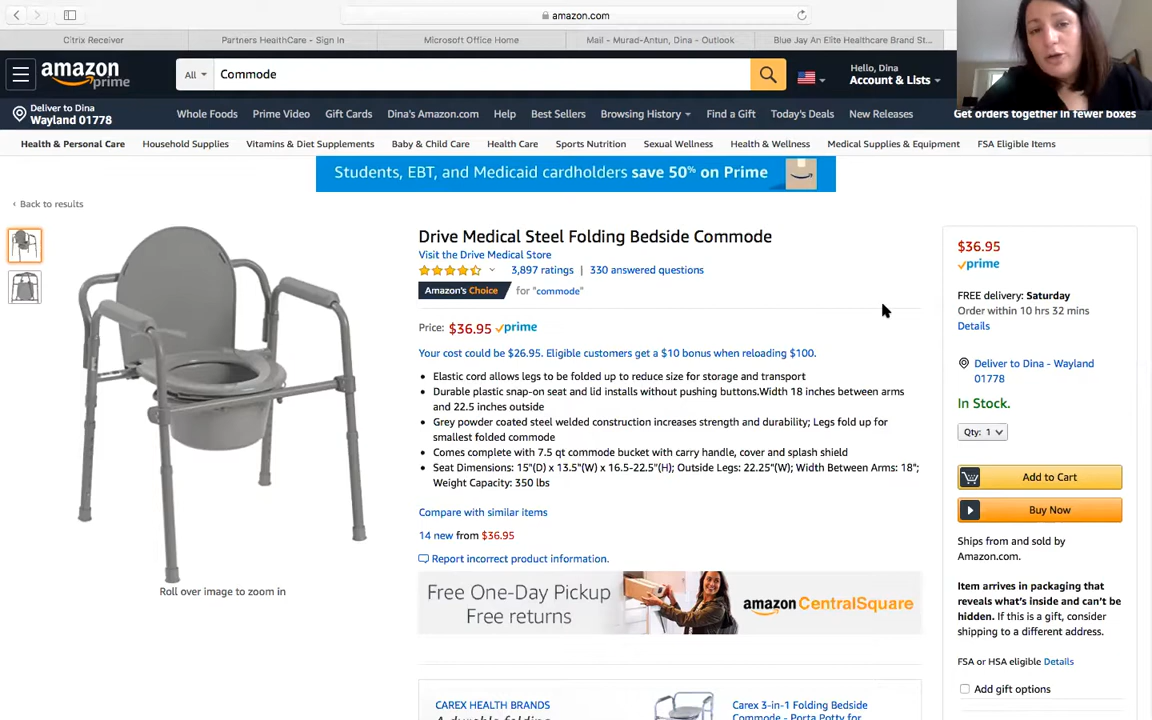 amazon.com
Citrix Receiver
Partners HealthCare - Sign In
Microsoft Office Home
Mail - Murad-Antun, Dina - Outlook
Blue Jay An Elite Healthcare Brand St...
amazon
prime
All
Commode
Hello, Dina
Account & Lists
Deliver to Dina
Wayland 01778
Whole Foods
Prime Video
Gift Cards
Dina's Amazon.com
Help
Best Sellers
Browsing History
Find a Gift
Today's Deals
New Releases
Get orders together in fewer boxes
Health & Personal Care
Household Supplies
Vitamins & Diet Supplements
Baby & Child Care
Health Care
Sports Nutrition
Sexual Wellness
Health & Wellness
Medical Supplies & Equipment
FSA Eligible Items
Students, EBT, and Medicaid cardholders save 50% on Prime
‹ Back to results
Roll over image to zoom in
Drive Medical Steel Folding Bedside Commode
Visit the Drive Medical Store
3,897 ratings | 330 answered questions
Amazon's Choice for "commode"
Price: $36.95 prime
Your cost could be $26.95. Eligible customers get a $10 bonus when reloading $100.
• Elastic cord allows legs to be folded up to reduce size for storage and transport
• Durable plastic snap-on seat and lid installs without pushing buttons.Width 18 inches between arms
and 22.5 inches outside
• Grey powder coated steel welded construction increases strength and durability; Legs fold up for
smallest folded commode
• Comes complete with 7.5 qt commode bucket with carry handle, cover and splash shield
• Seat Dimensions: 15"(D) x 13.5"(W) x 16.5-22.5"(H); Outside Legs: 22.25"(W); Width Between Arms: 18";
Weight Capacity: 350 lbs
Compare with similar items
14 new from $36.95
Report incorrect product information.
Free One-Day Pickup
Free returns
amazon CentralSquare
CAREX HEALTH BRANDS
A durable folding
Carex 3-in-1 Folding Bedside
Commode - Porta Potty for
$36.95
prime
FREE delivery: Saturday
Order within 10 hrs 32 mins
Details
Deliver to Dina - Wayland
01778
In Stock.
Qty: 1
Add to Cart
Buy Now
Ships from and sold by
Amazon.com.
Item arrives in packaging that
reveals what's inside and can't be
hidden. If this is a gift, consider
shipping to a different address.
FSA or HSA eligible Details
Add gift options